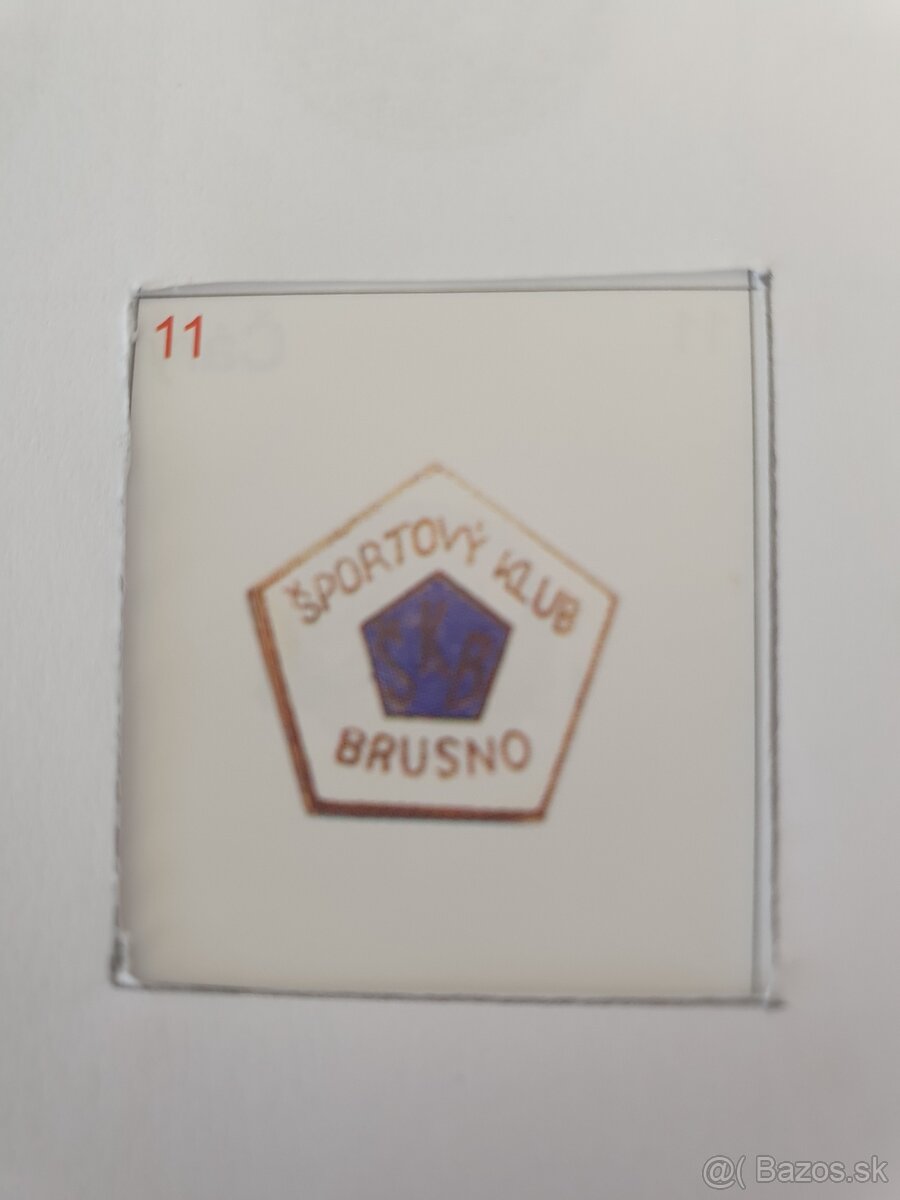 11
ŠPORTOVÝ KLUB
SKB
BRUSNO
@( Bazos.sk